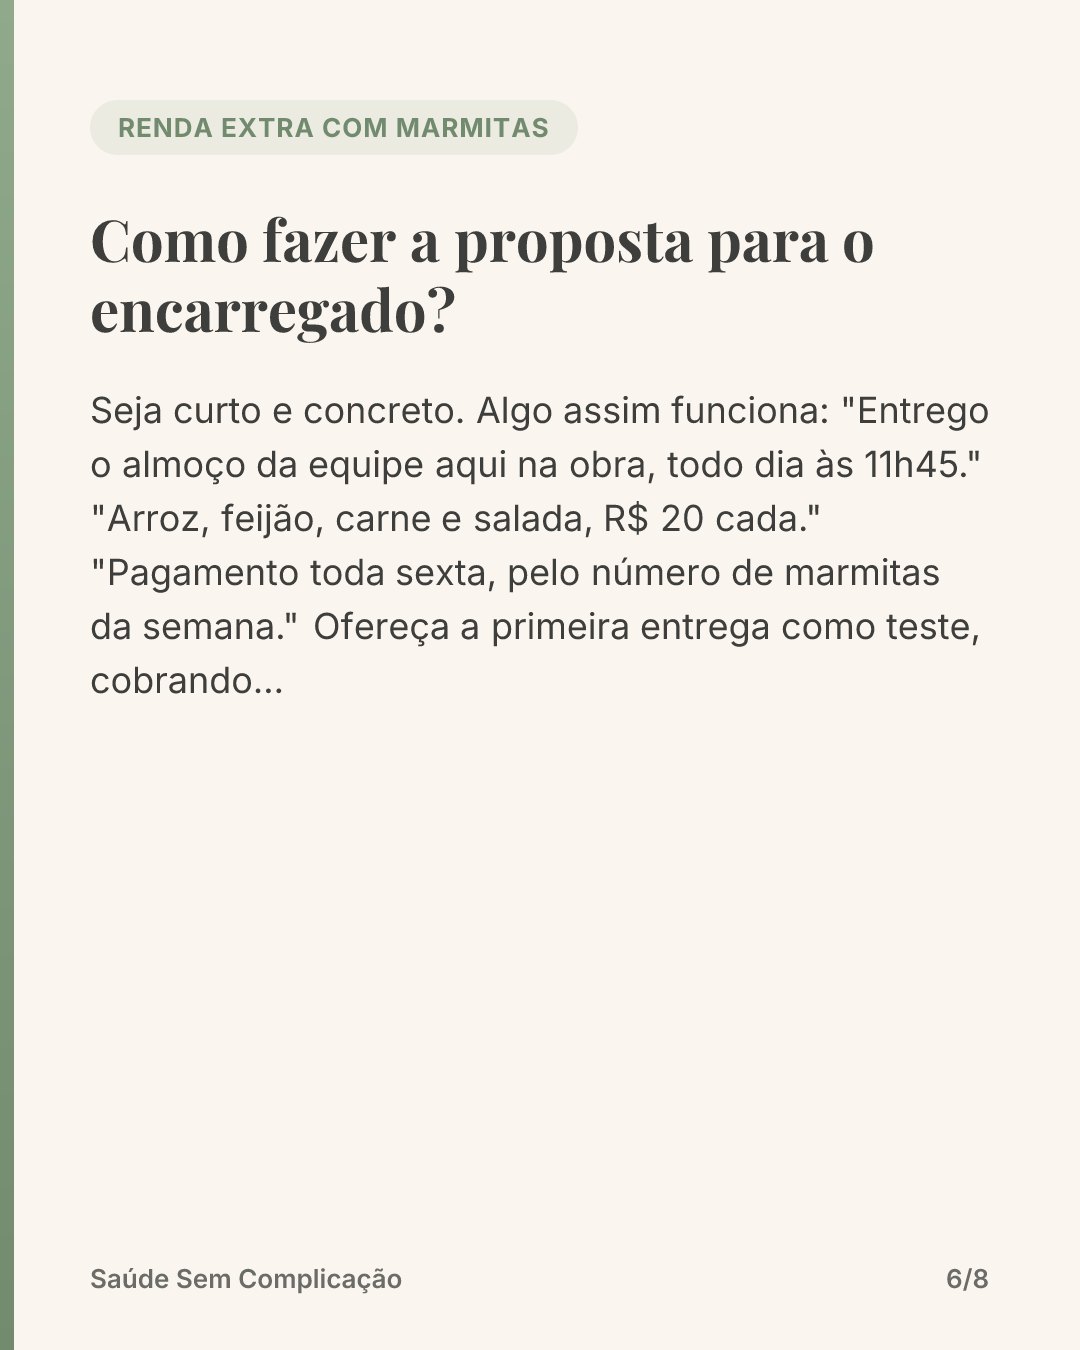 RENDA EXTRA COM MARMITAS
Como fazer a proposta para o
encarregado?
Seja curto e concreto. Algo assim funciona: "Entrego
o almoço da equipe aqui na obra, todo dia às 11h45."
"Arroz, feijão, carne e salada, R$ 20 cada."
"Pagamento toda sexta, pelo número de marmitas
da semana." Ofereça a primeira entrega como teste,
cobrando...
Saúde Sem Complicação
6/8